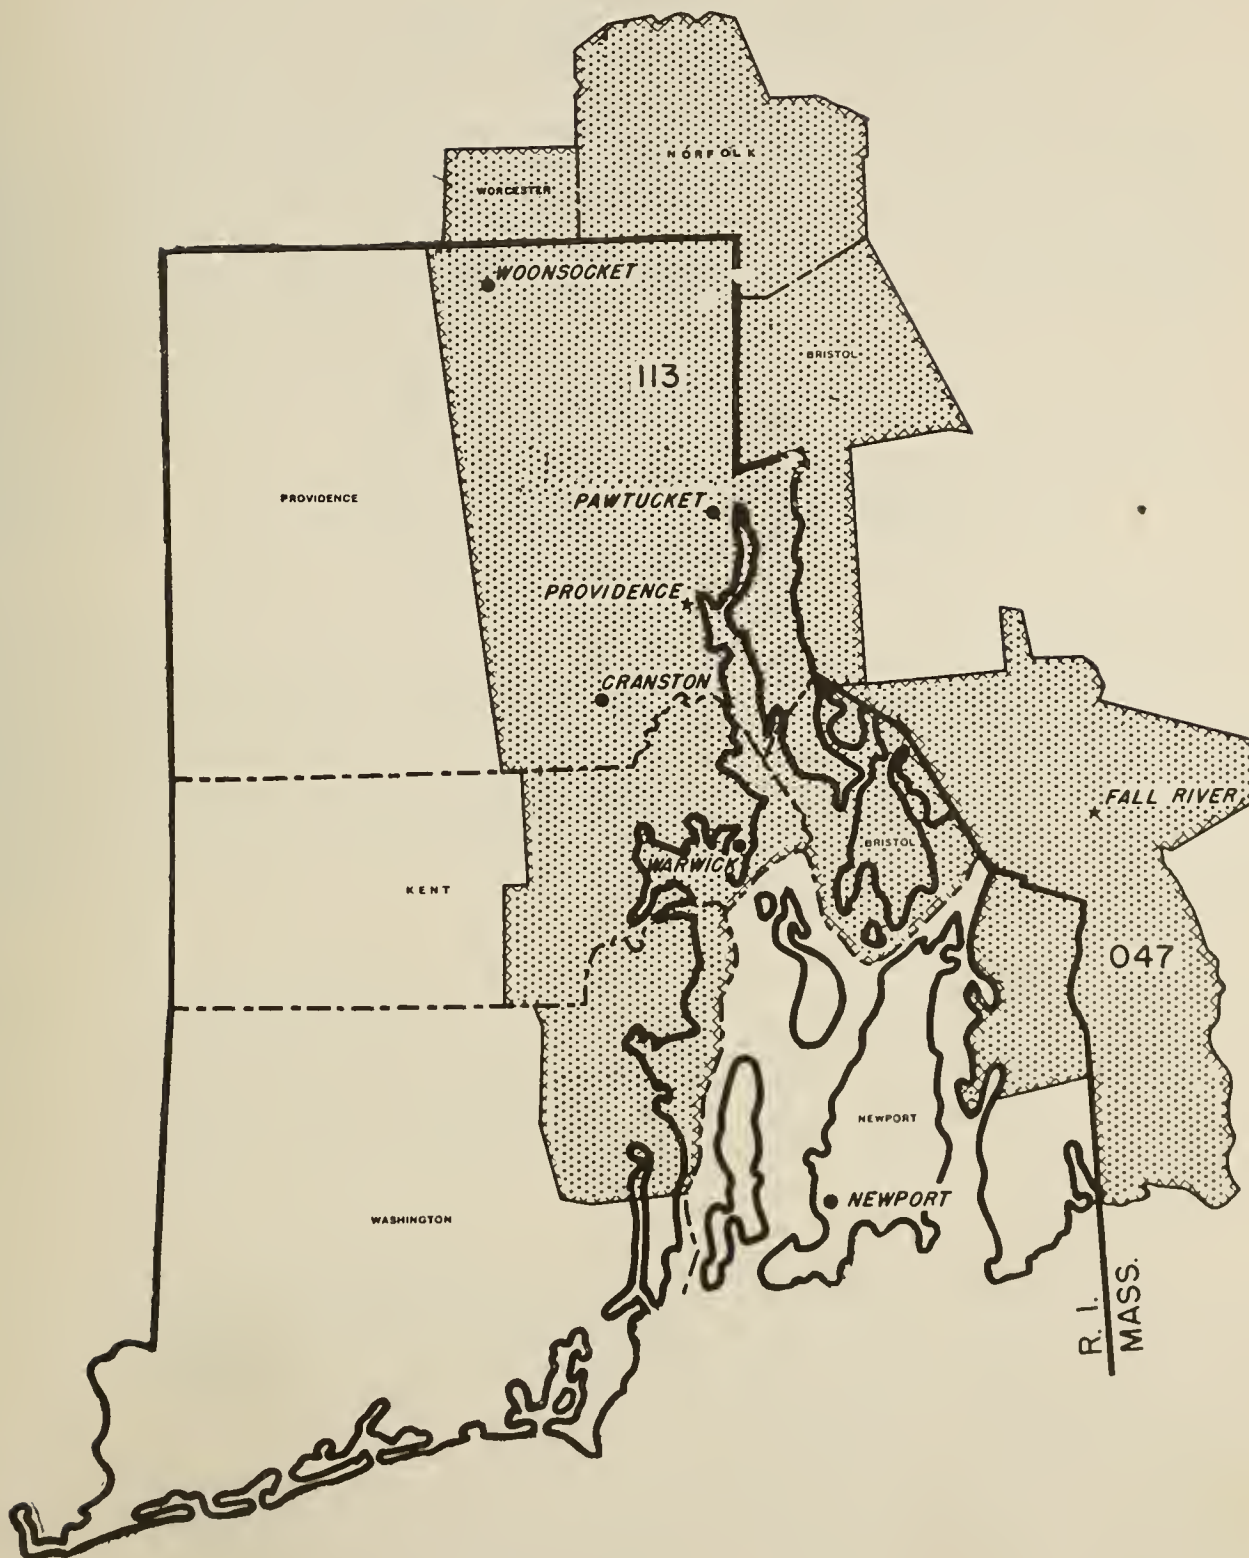 NORFOLK
WORCESTER
WOONSOCKET
BRISTOL
113
PROVIDENCE
PAWTUCKET
PROVIDENCE
CRANSTON
FALL RIVER
BRISTOL
WARWICK
KENT
047
NEWPORT
NEWPORT
WASHINGTON
R. I.
MASS.